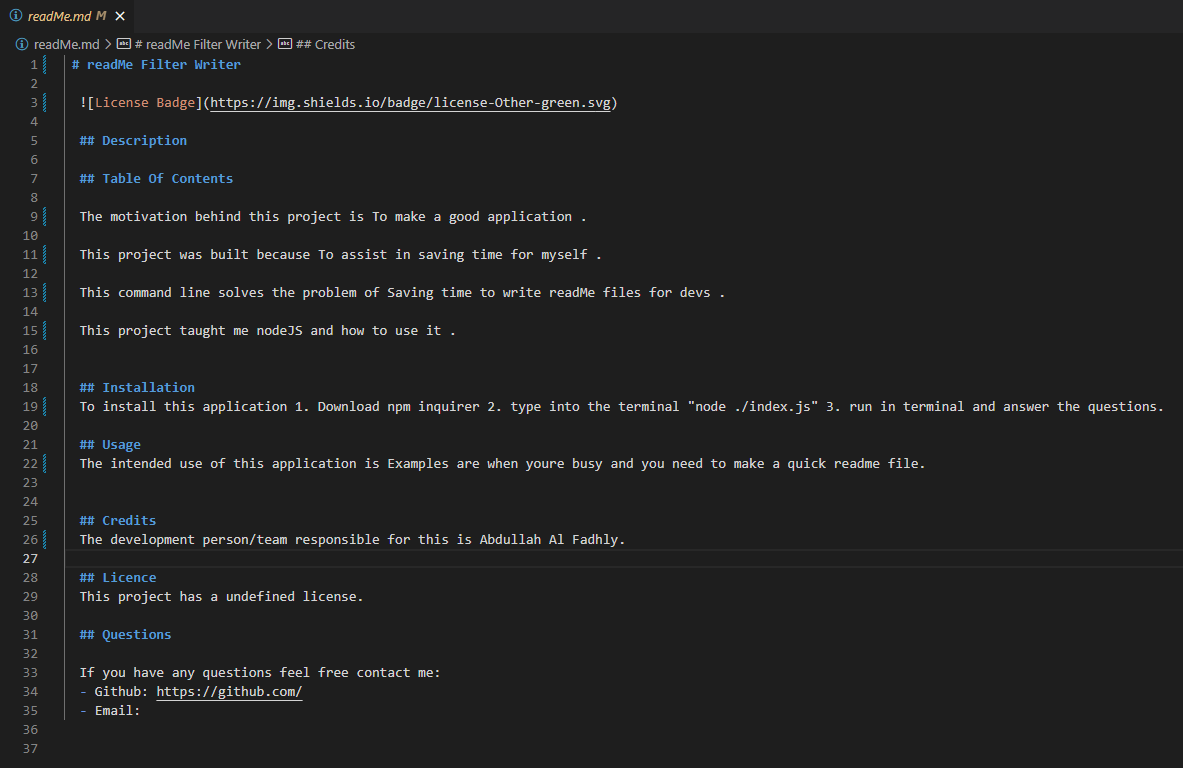 readMe.md M
readMe.md > # readMe Filter Writer > ## Credits
1 # readMe Filter Writer
2
3 ![License Badge](https://img.shields.io/badge/license-Other-green.svg)
4
5 ## Description
6
7 ## Table Of Contents
8
9 The motivation behind this project is To make a good application .
10
11 This project was built because To assist in saving time for myself .
12
13 This command line solves the problem of Saving time to write readMe files for devs .
14
15 This project taught me nodeJS and how to use it .
16
17
18 ## Installation
19 To install this application 1. Download npm inquirer 2. type into the terminal "node ./index.js" 3. run in terminal and answer the questions.
20
21 ## Usage
22 The intended use of this application is Examples are when youre busy and you need to make a quick readme file.
23
24
25 ## Credits
26 The development person/team responsible for this is Abdullah Al Fadhly.
27
28 ## Licence
29 This project has a undefined license.
30
31 ## Questions
32
33 If you have any questions feel free contact me:
34 - Github: https://github.com/
35 - Email:
36
37